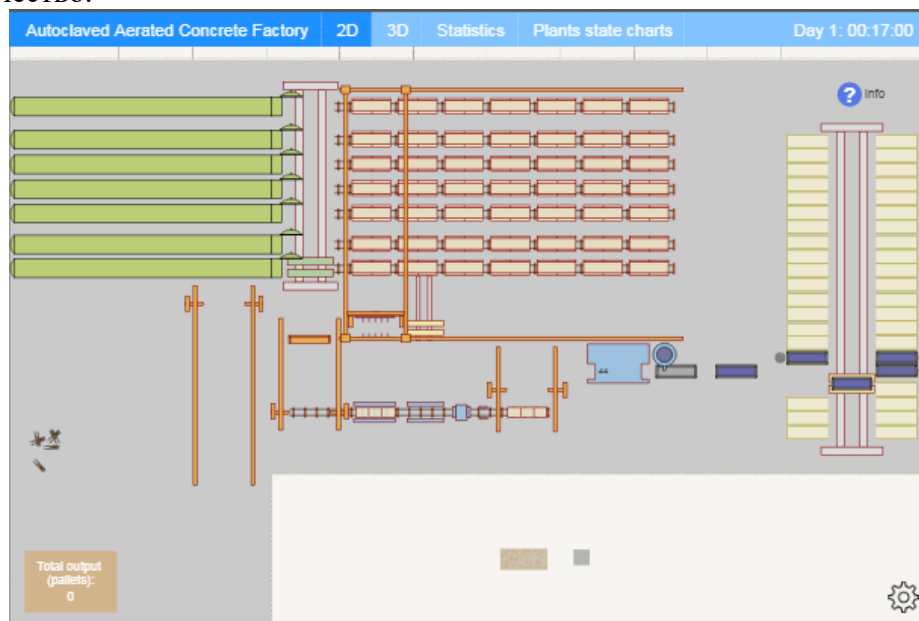 Autoclaved Aerated Concrete Factory 2D 3D Statistics Plants state charts Day 1: 00:17:00
Info
44
Total output
(pallets):
0